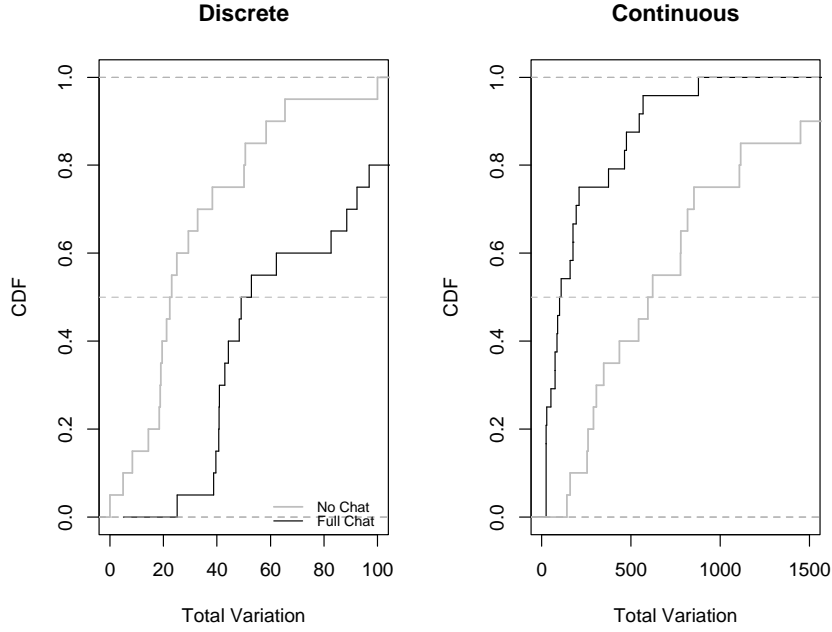 Discrete
CDF
1.0
0.8
0.6
0.4
0.2
0.0
No Chat
Full Chat
0 20 40 60 80 100
Total Variation
Continuous
CDF
1.0
0.8
0.6
0.4
0.2
0.0
0 500 1000 1500
Total Variation